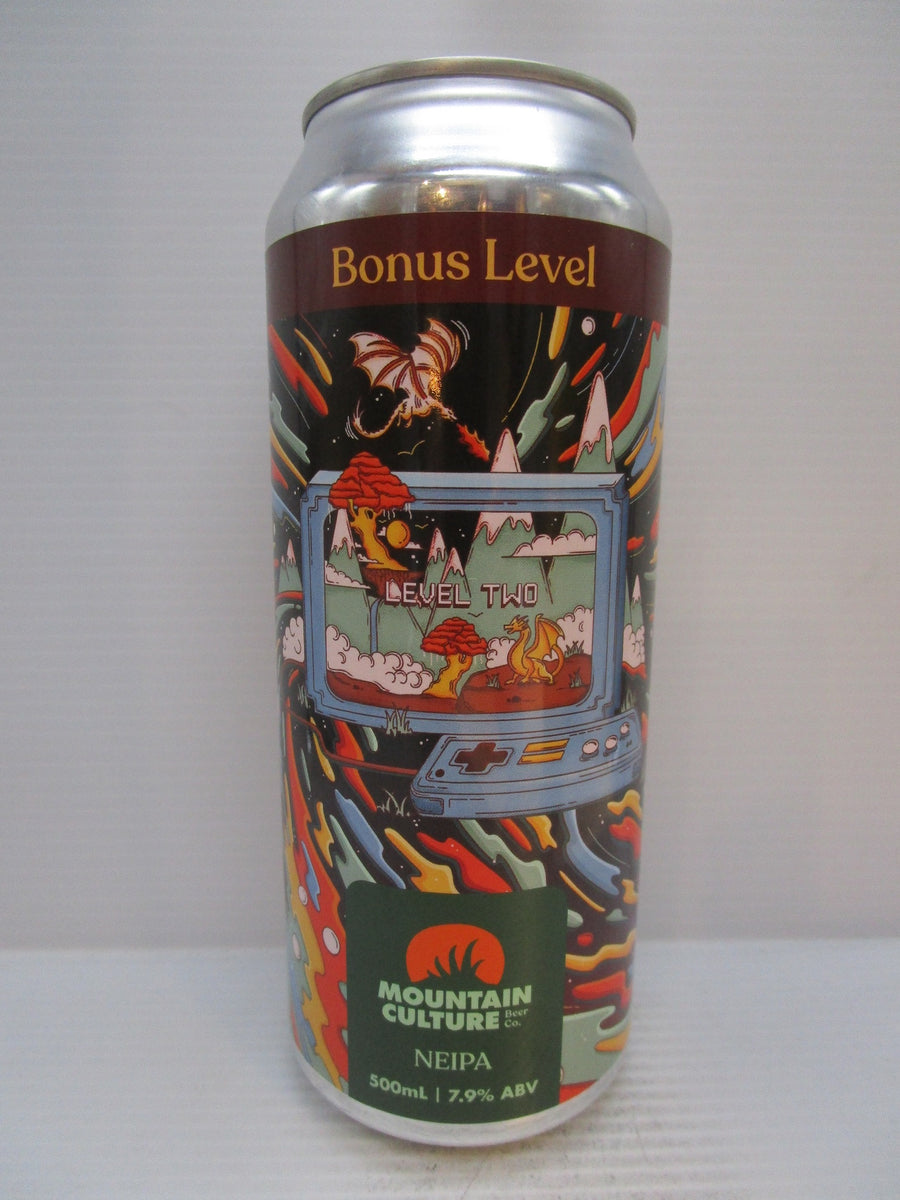 Bonus Level
LEVEL TWO
MOUNTAIN
CULTURE Beer Co.
NEIPA
500mL | 7.9% ABV